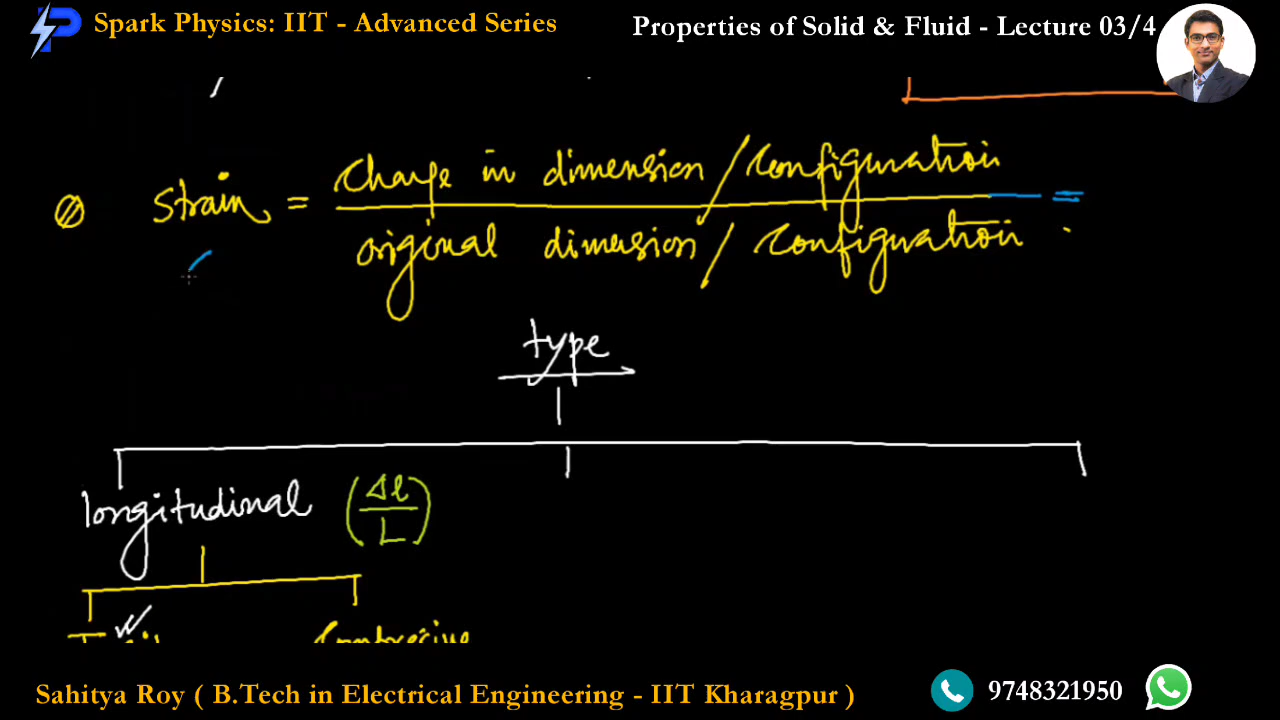 Spark Physics: IIT - Advanced Series
Properties of Solid & Fluid - Lecture 03/4
Strain = Change in dimension / Configuration =
original dimension / Configuration .
type
longitudinal (Δl
L)
Sahitya Roy ( B.Tech in Electrical Engineering - IIT Kharagpur )
9748321950